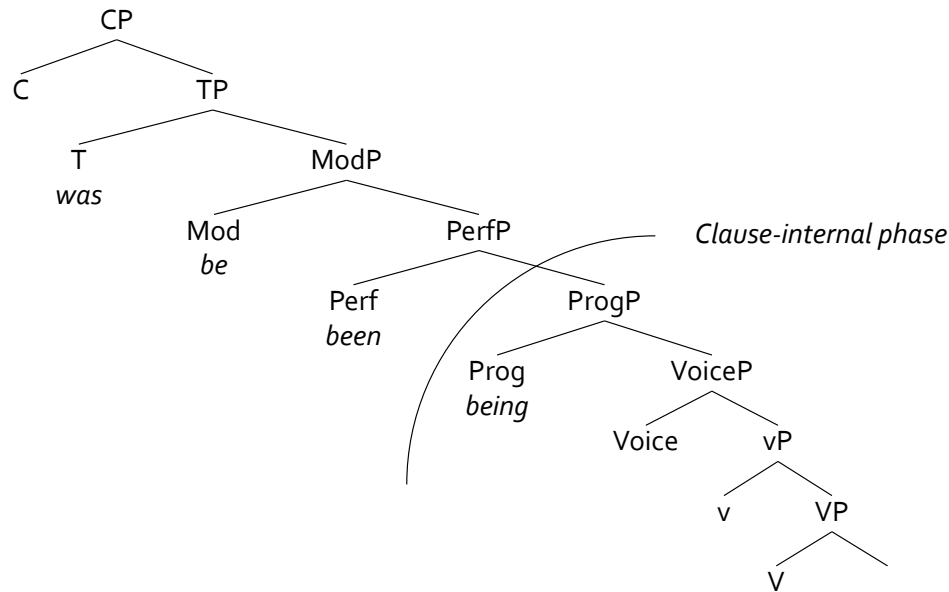 CP
C TP
T ModP
was
Mod PerfP Clause-internal phase
be
Perf ProgP
been
Prog VoiceP
being
Voice vP
v VP
V